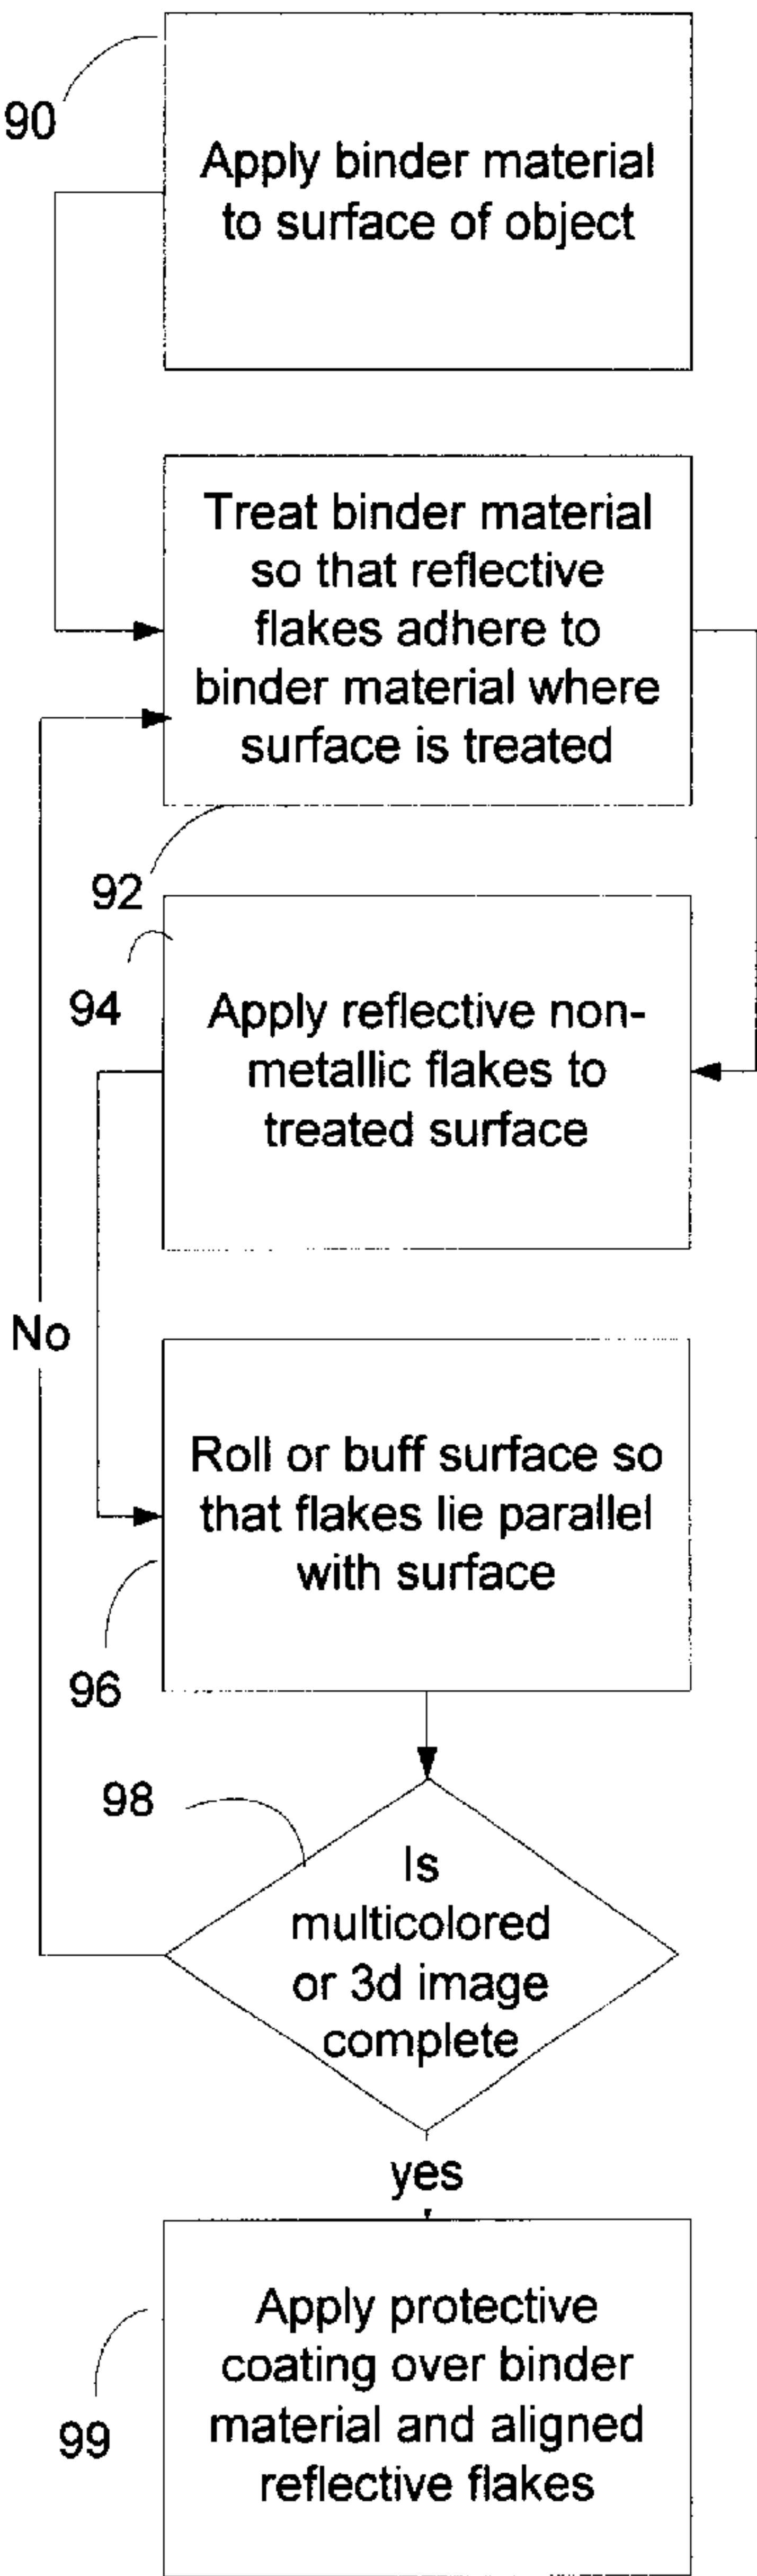 90
Apply binder material
to surface of object
Treat binder material
so that reflective
flakes adhere to
binder material where
surface is treated
92
94
Apply reflective non-
metallic flakes to
treated surface
No
Roll or buff surface so
that flakes lie parallel
with surface
96
98
Is
multicolored
or 3d image
complete
yes
Apply protective
coating over binder
material and aligned
reflective flakes
99